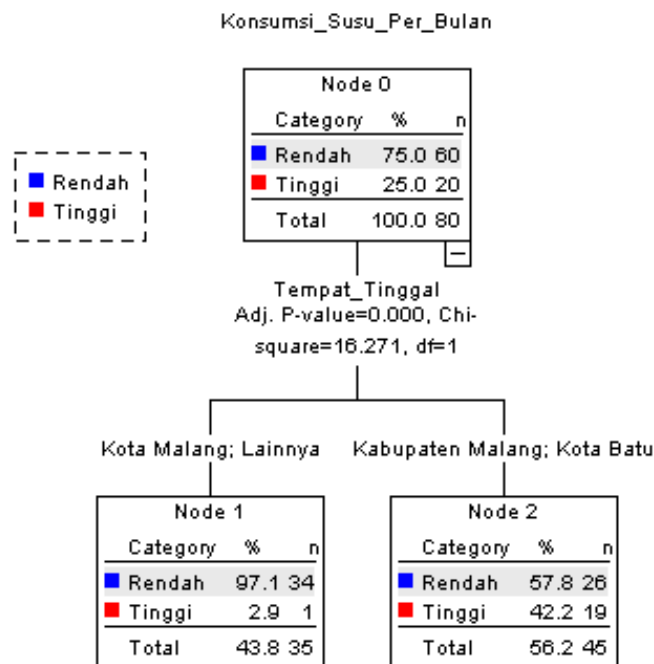 Konsumsi_Susu_Per_Bulan
Node 0
Category % n
Rendah 75.0 60
Tinggi 25.0 20
Total 100.0 80
Rendah
Tinggi
Tempat_Tinggal
Adj. P-value=0.000, Chi-
square=16.271, df=1
Kota Malang; Lainnya
Kabupaten Malang; Kota Batu
Node 1
Category % n
Rendah 97.1 34
Tinggi 2.9 1
Total 43.8 35
Node 2
Category % n
Rendah 57.8 26
Tinggi 42.2 19
Total 56.2 45